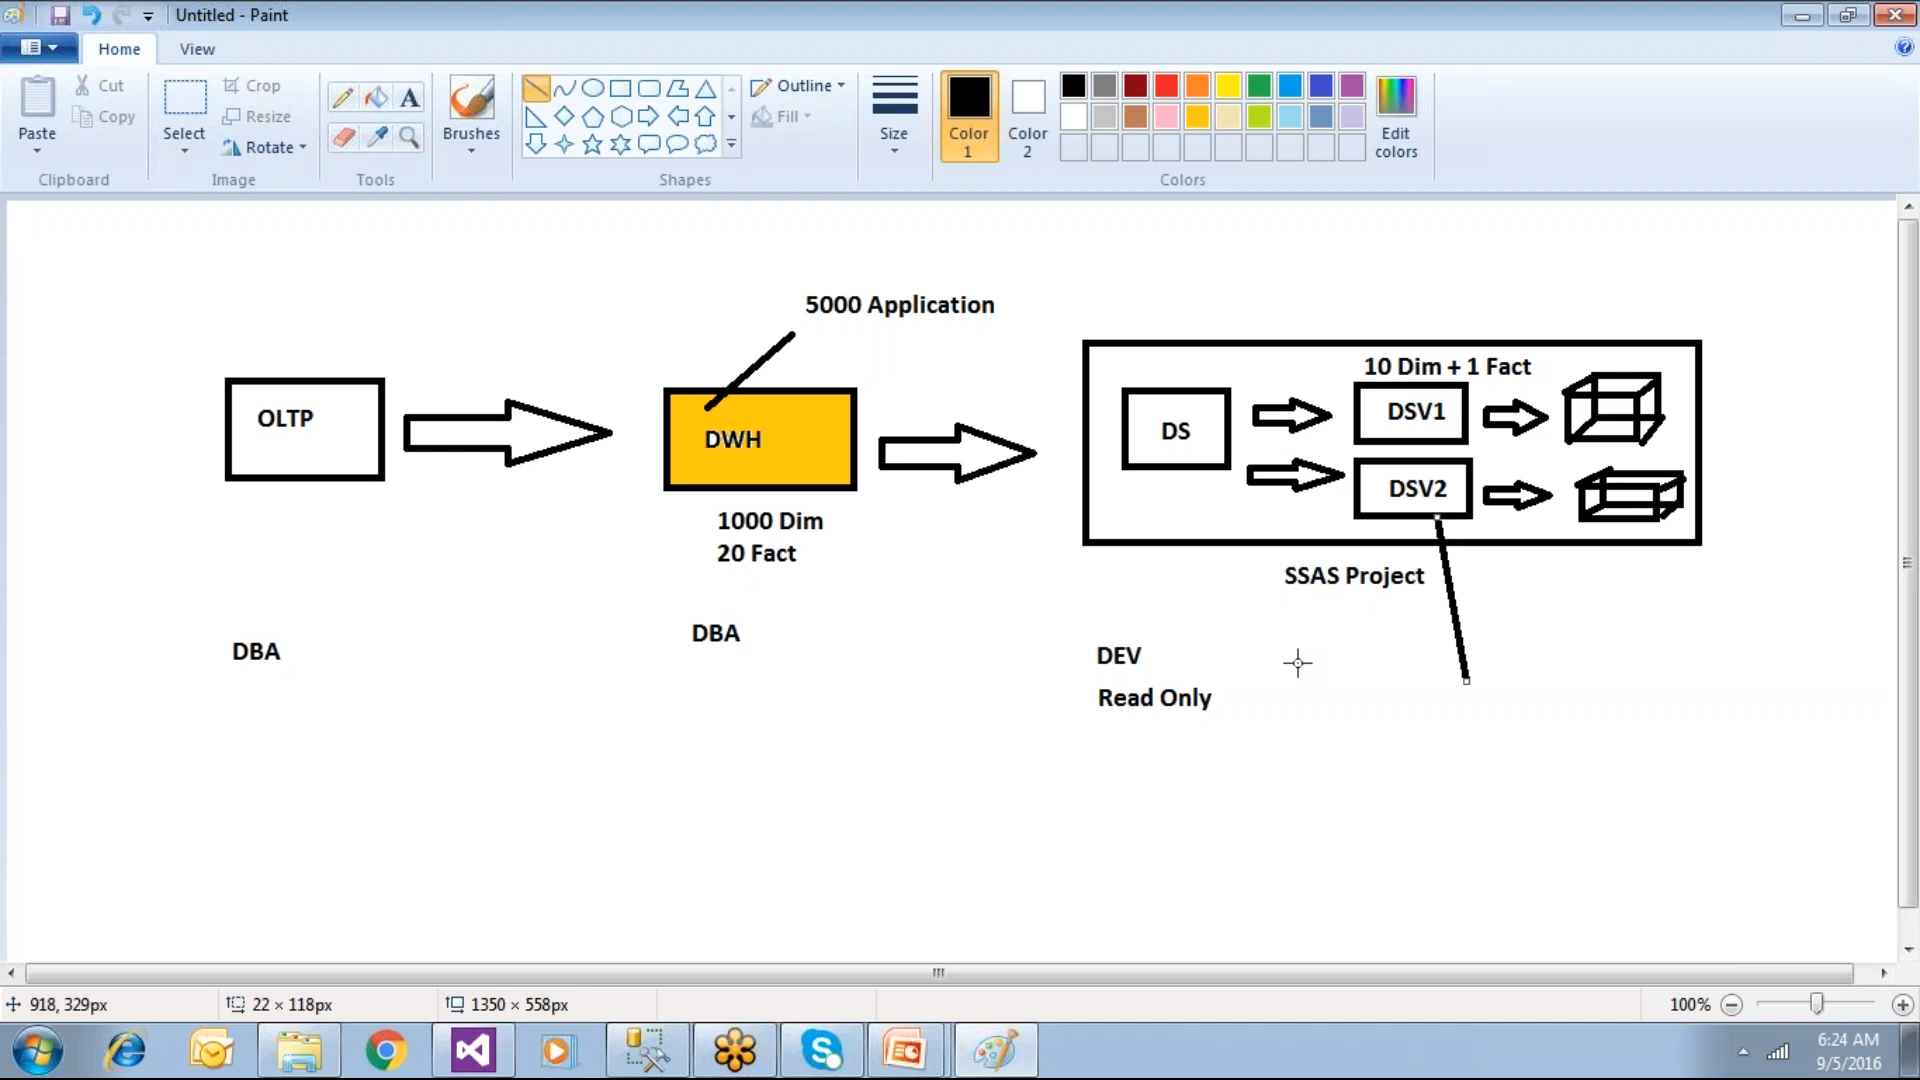 Untitled - Paint
Home
View
Paste
Cut
Copy
Clipboard
Select
Crop
Resize
Rotate
Image
A
Tools
Brushes
Outline
Fill
Shapes
Size
Color 1
Color 2
Edit colors
Colors
5000 Application
OLTP
DWH
1000 Dim
20 Fact
10 Dim + 1 Fact
DS
DSV1
DSV2
SSAS Project
DBA
DBA
DEV
Read Only
918, 329px
22 × 118px
1350 × 558px
100%
6:24 AM
9/5/2016